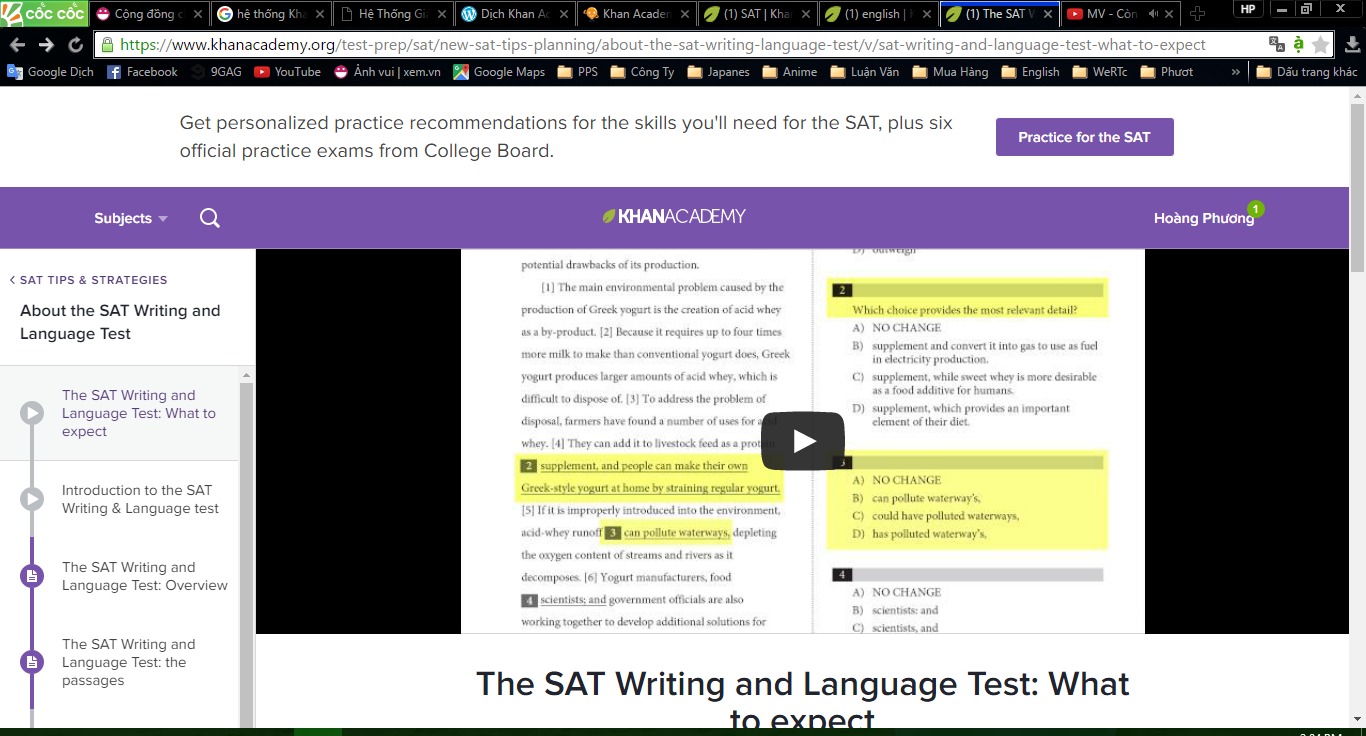 cốc cốc
Cộng đồng c
hệ thống Kha
Hệ Thống Gi
Dịch Khan Ac
Khan Academ
(1) SAT | Kha
(1) english |
(1) The SAT W
MV - Còn
HP
https://www.khanacademy.org/test-prep/sat/new-sat-tips-planning/about-the-sat-writing-language-test/v/sat-writing-and-language-test-what-to-expect
Google Dịch
Facebook
9GAG
YouTube
Ảnh vui | xem.vn
Google Maps
PPS
Công Ty
Japanes
Anime
Luận Văn
Mua Hàng
English
WeRTc
Phượt
»
Dấu trang khác
Get personalized practice recommendations for the skills you'll need for the SAT, plus six
official practice exams from College Board.
Practice for the SAT
Subjects
KHANACADEMY
Hoàng Phương
1
SAT TIPS & STRATEGIES
About the SAT Writing and
Language Test
The SAT Writing and
Language Test: What to
expect
Introduction to the SAT
Writing & Language test
The SAT Writing and
Language Test: Overview
The SAT Writing and
Language Test: the
passages
potential drawbacks of its production.
[1] The main environmental problem caused by the
production of Greek yogurt is the creation of acid whey
as a by-product. [2] Because it requires up to four times
more milk to make than conventional yogurt does, Greek
yogurt produces larger amounts of acid whey, which is
difficult to dispose of. [3] To address the problem of
disposal, farmers have found a number of uses for acid
whey. [4] They can add it to livestock feed as a protein
2 supplement, and people can make their own
Greek-style yogurt at home by straining regular yogurt.
[5] If it is improperly introduced into the environment,
acid-whey runoff 3 can pollute waterways, depleting
the oxygen content of streams and rivers as it
decomposes. [6] Yogurt manufacturers, food
4 scientists; and government officials are also
working together to develop additional solutions for
D) outweigh
2
Which choice provides the most relevant detail?
A) NO CHANGE
B) supplement and convert it into gas to use as fuel
in electricity production.
C) supplement, while sweet whey is more desirable
as a food additive for humans.
D) supplement, which provides an important
element of their diet.
3
A) NO CHANGE
B) can pollute waterway's,
C) could have polluted waterways,
D) has polluted waterway's,
4
A) NO CHANGE
B) scientists: and
C) scientists, and
The SAT Writing and Language Test: What
to expect